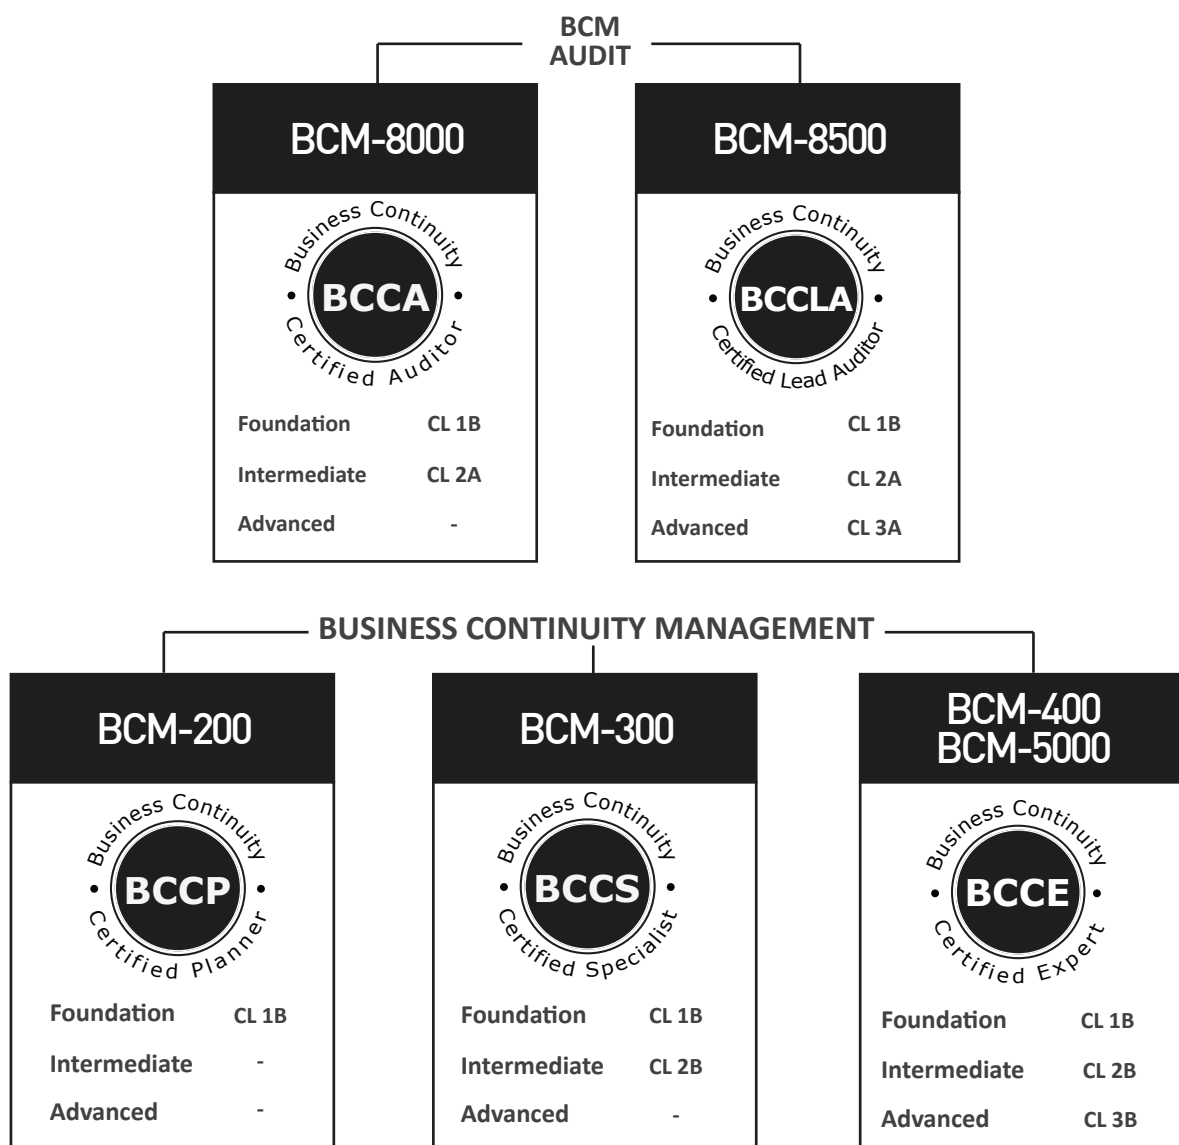 BCM
AUDIT
BCM-8000
BCM-8500
Business Continuity
BCCA
Certified Auditor
Business Continuity
BCCLA
Certified Lead Auditor
Foundation CL 1B
Intermediate CL 2A
Advanced -
Foundation CL 1B
Intermediate CL 2A
Advanced CL 3A
BUSINESS CONTINUITY MANAGEMENT
BCM-200
BCM-300
BCM-400
BCM-5000
Business Continuity
BCCP
Certified Planner
Business Continuity
BCCS
Certified Specialist
Business Continuity
BCCE
Certified Expert
Foundation CL 1B
Intermediate -
Advanced -
Foundation CL 1B
Intermediate CL 2B
Advanced -
Foundation CL 1B
Intermediate CL 2B
Advanced CL 3B